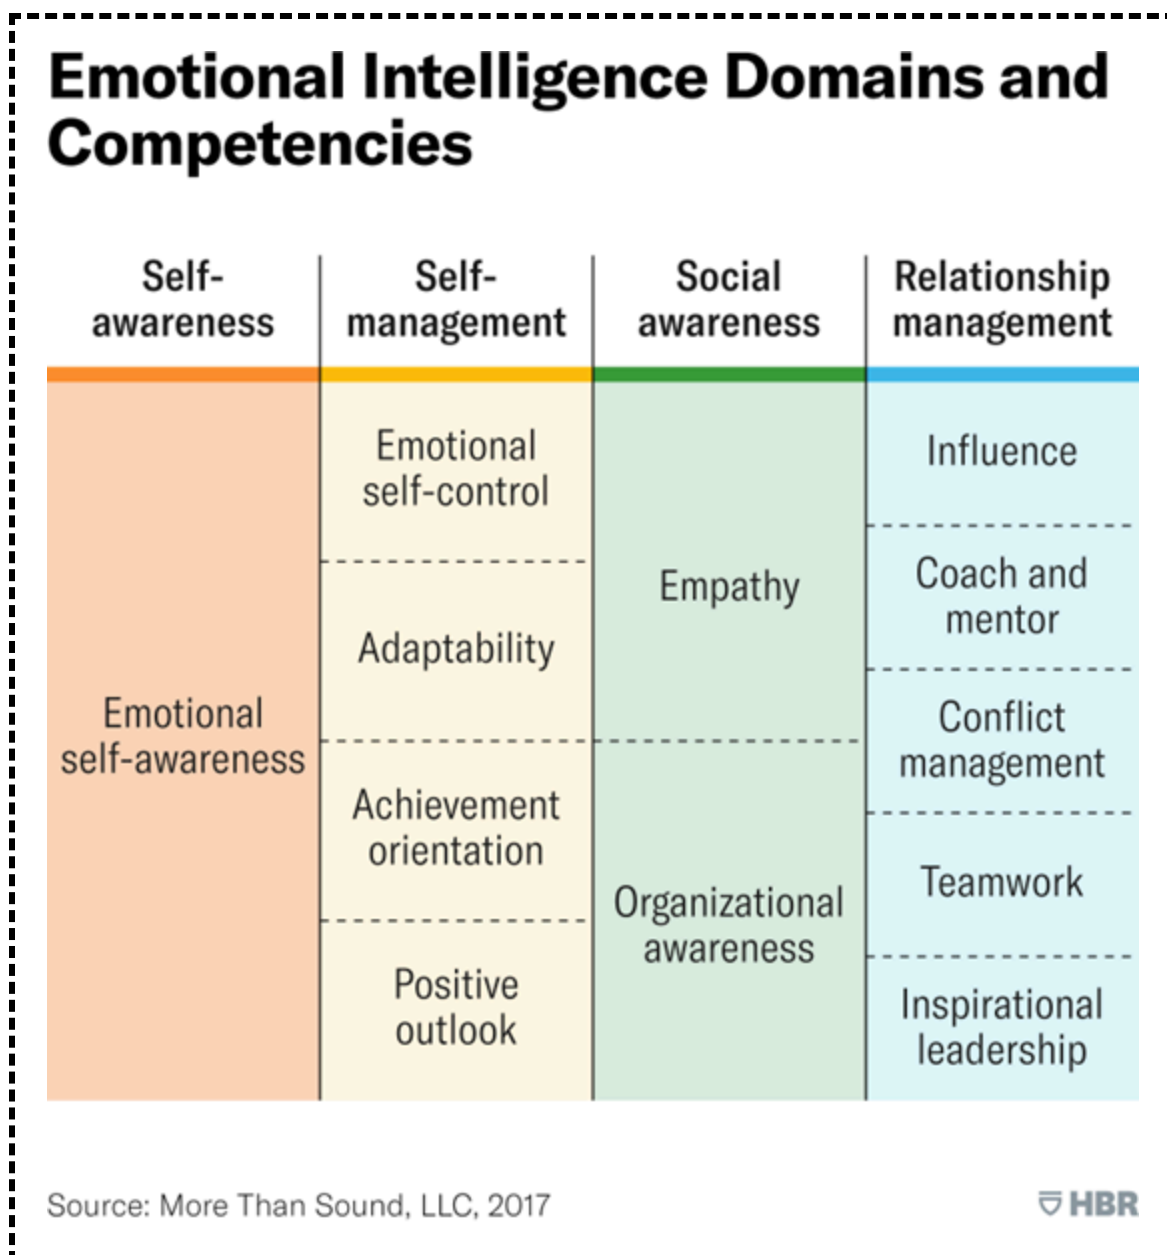 Emotional Intelligence Domains and
Competencies
Self-
awareness
Self-
management
Social
awareness
Relationship
management
Emotional
self-awareness
Emotional
self-control
Adaptability
Achievement
orientation
Positive
outlook
Empathy
Organizational
awareness
Influence
Coach and
mentor
Conflict
management
Teamwork
Inspirational
leadership
Source: More Than Sound, LLC, 2017
HBR